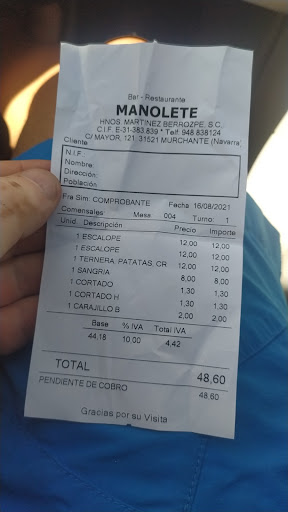 Bar - Restaurante
MANOLETE
HNOS. MARTINEZ BERROZPE, S.C.
C.I.F. E-31-383.839 * Telf: 948 838124
C/ MAYOR, 121. 31521 MURCHANTE (Navarra)
Cliente
N.I.F.:
Nombre:
Dirección:
Población:
Fra Sim. COMPROBANTE Fecha 16/08/2021
Comensales: Mesa 004 Turno: 1
Unid. Descripción Precio Importe
1 ESCALOPE 12,00 12,00
1 ESCALOPE 12,00 12,00
1 TERNERA, PATATAS, CR 12,00 12,00
1 SANGRIA 8,00 8,00
1 CORTADO 1,30 1,30
1 CORTADO H 1,30 1,30
1 CARAJILLO B 2,00 2,00
Base % IVA Total IVA
44,18 10,00 4,42
TOTAL 48,60
PENDIENTE DE COBRO 48,60
Gracias por su Visita